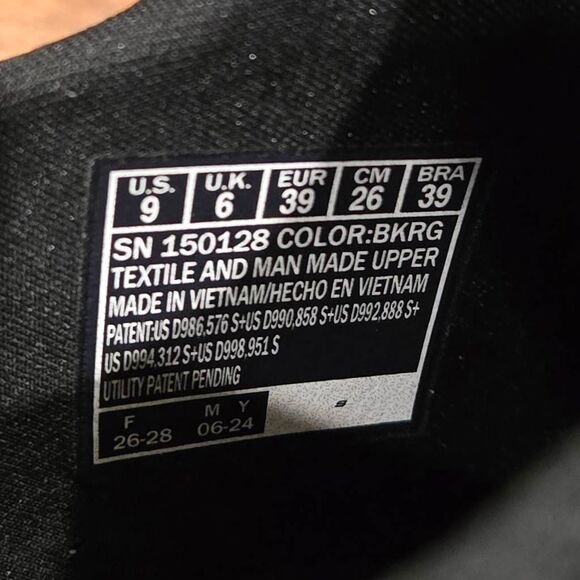 U.S. U.K. EUR CM BRA
9 6 39 26 39
SN 150128 COLOR:BKRG
TEXTILE AND MAN MADE UPPER
MADE IN VIETNAM/HECHO EN VIETNAM
PATENT:US D986,576 S+US D990,858 S+US D992,888 S+
US D994,312 S+US D998,951 S
UTILITY PATENT PENDING
F M Y
26-28 06-24
S